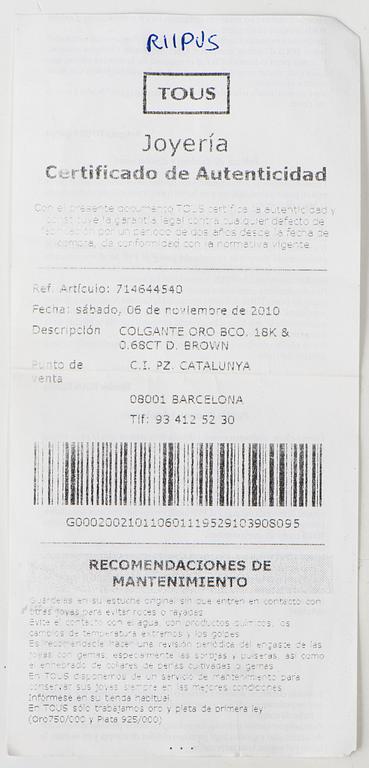 RIIPUS
TOUS
Joyería
Certificado de Autenticidad
Con el presente documento TOUS certifica la autenticidad y
constituye la garantía legal contra cualquier defecto de
fabricación por un periodo de dos años desde la fecha de
compra, de conformidad con la normativa vigente.
Ref. Artículo: 714644540
Fecha: sábado, 06 de noviembre de 2010
Descripción COLGANTE ORO BCO. 18K &
0.68CT D. BROWN
Punto de venta C.I. PZ. CATALUNYA
08001 BARCELONA
Tlf: 93 412 52 30
G00020021011060111952910390B095
RECOMENDACIONES DE
MANTENIMIENTO
Guárdelas en su estuche original sin que entren en contacto con
otras joyas para evitar roces o rayadas
Evite el contacto con el agua, con productos químicos, los
cambios de temperatura extremos y los golpes
Es recomendable hacer una revisión periódica del engaste de las
joyas con gemas, especialmente las sortijas y pulseras, así como
el enhebrado de collares de perlas cultivadas o gemas
En TOUS disponemos de un servicio de mantenimiento para
conservar sus joyas siempre en las mejores condiciones
Infórmese en su tienda habitual
En TOUS sólo trabajamos oro y plata de primera ley
(Oro750/000 y Plata 925/000)
...